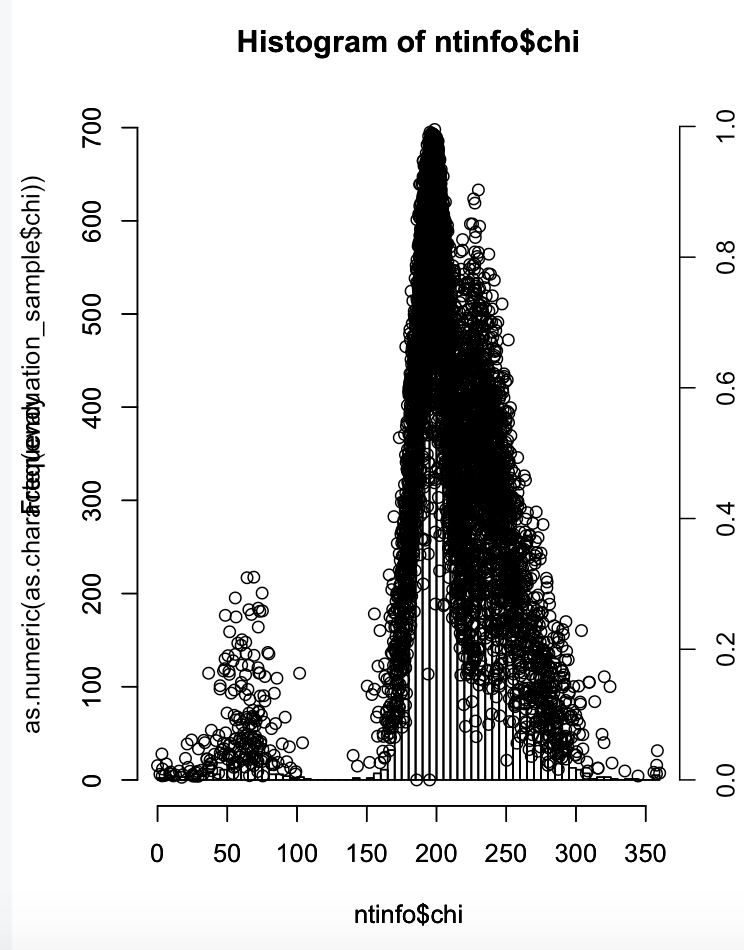 Histogram of ntinfo$chi
700
600
500
400
300
200
100
0
1.0
0.8
0.6
0.4
0.2
0.0
0 50 100 150 200 250 300 350
ntinfo$chi
as.numeric(as.character(evaluation_sample$chi))
Frequency